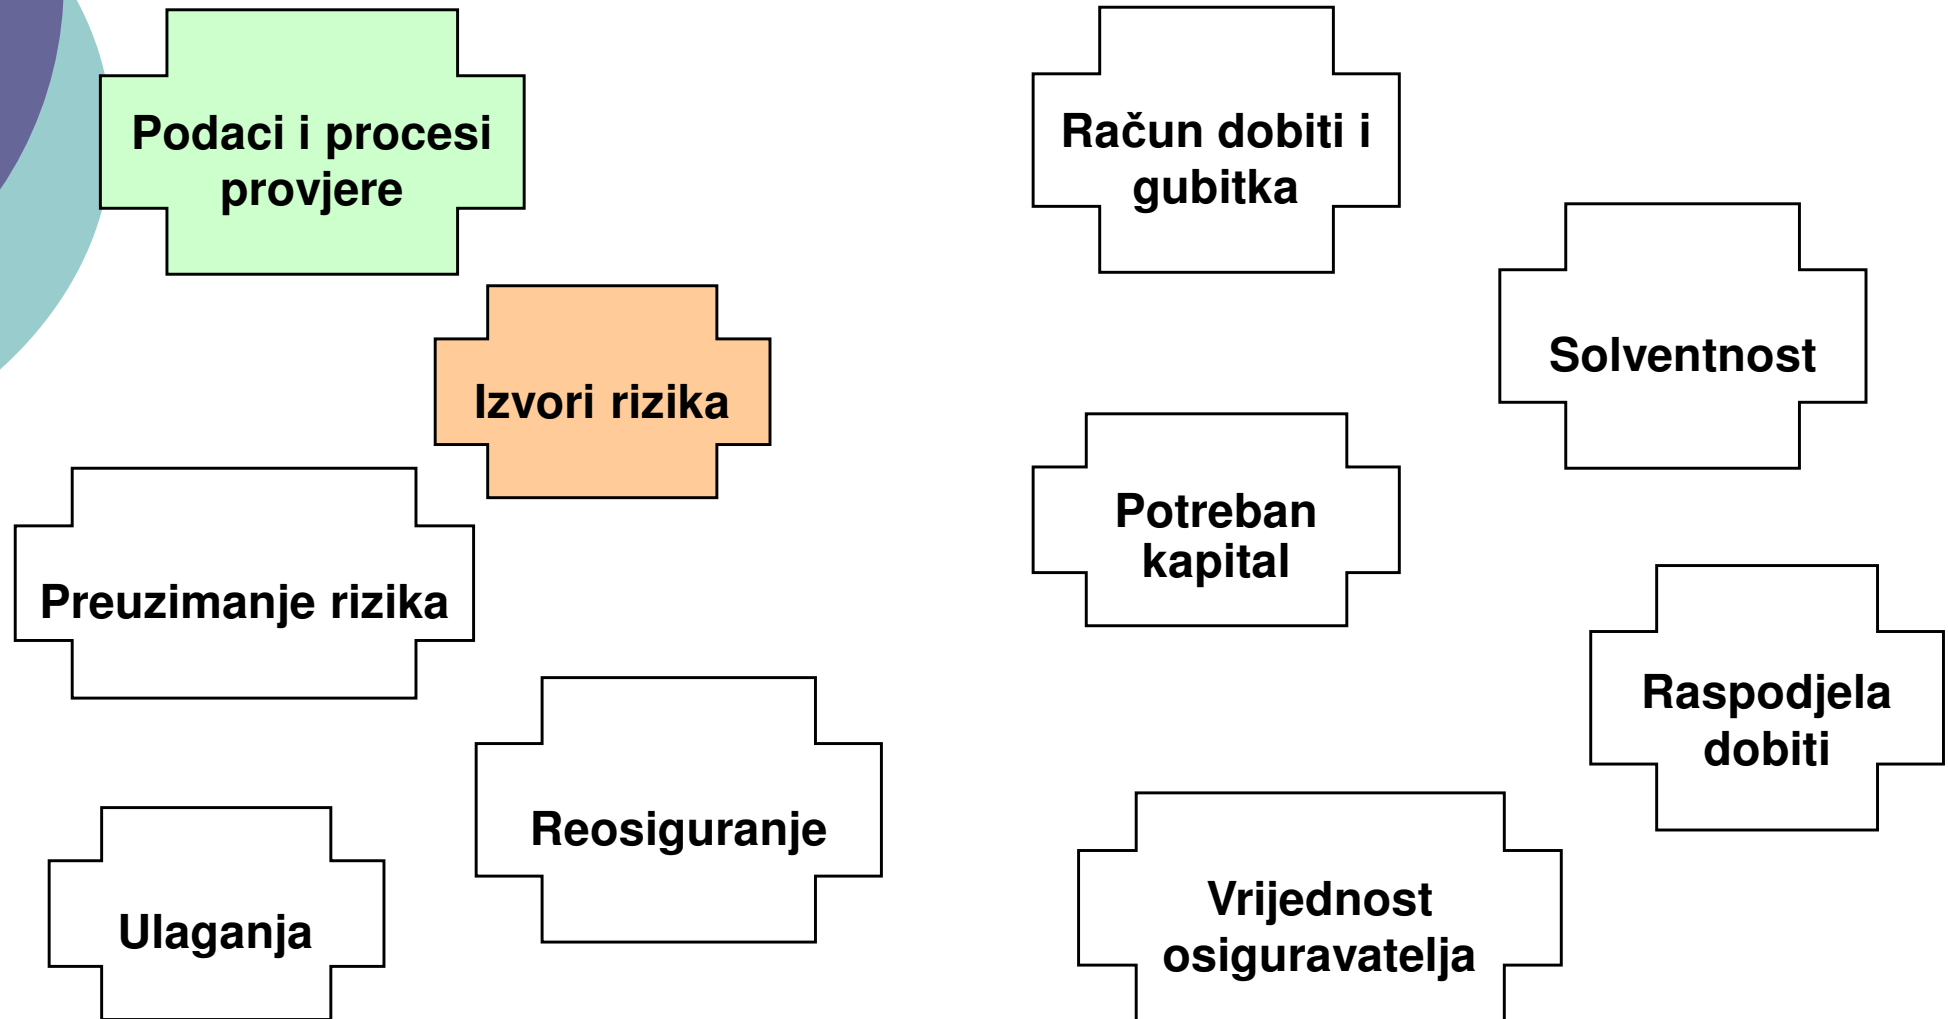 Podaci i procesi
provjere
Izvori rizika
Preuzimanje rizika
Reosiguranje
Ulaganja
Račun dobiti i
gubitka
Solventnost
Potreban
kapital
Raspodjela
dobiti
Vrijednost
osiguravatelja